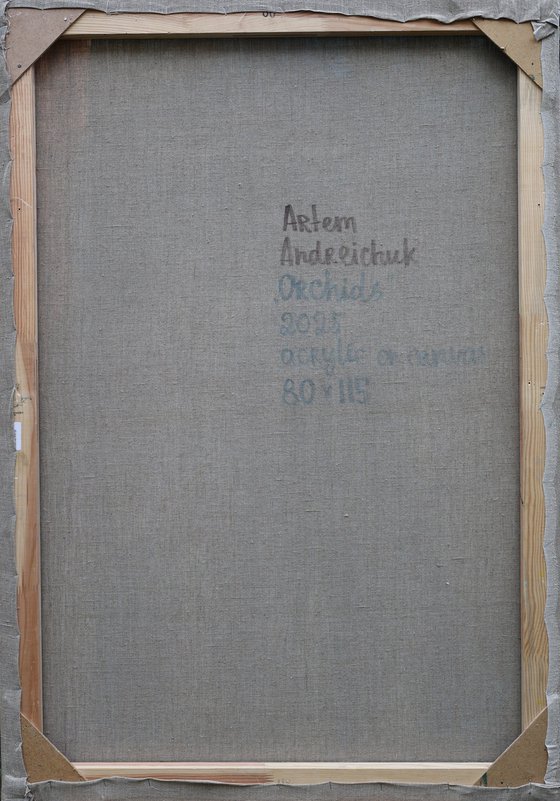 Artem
Andreichuk
"Orchids"
2025
acrylic on canvas
80 x 115